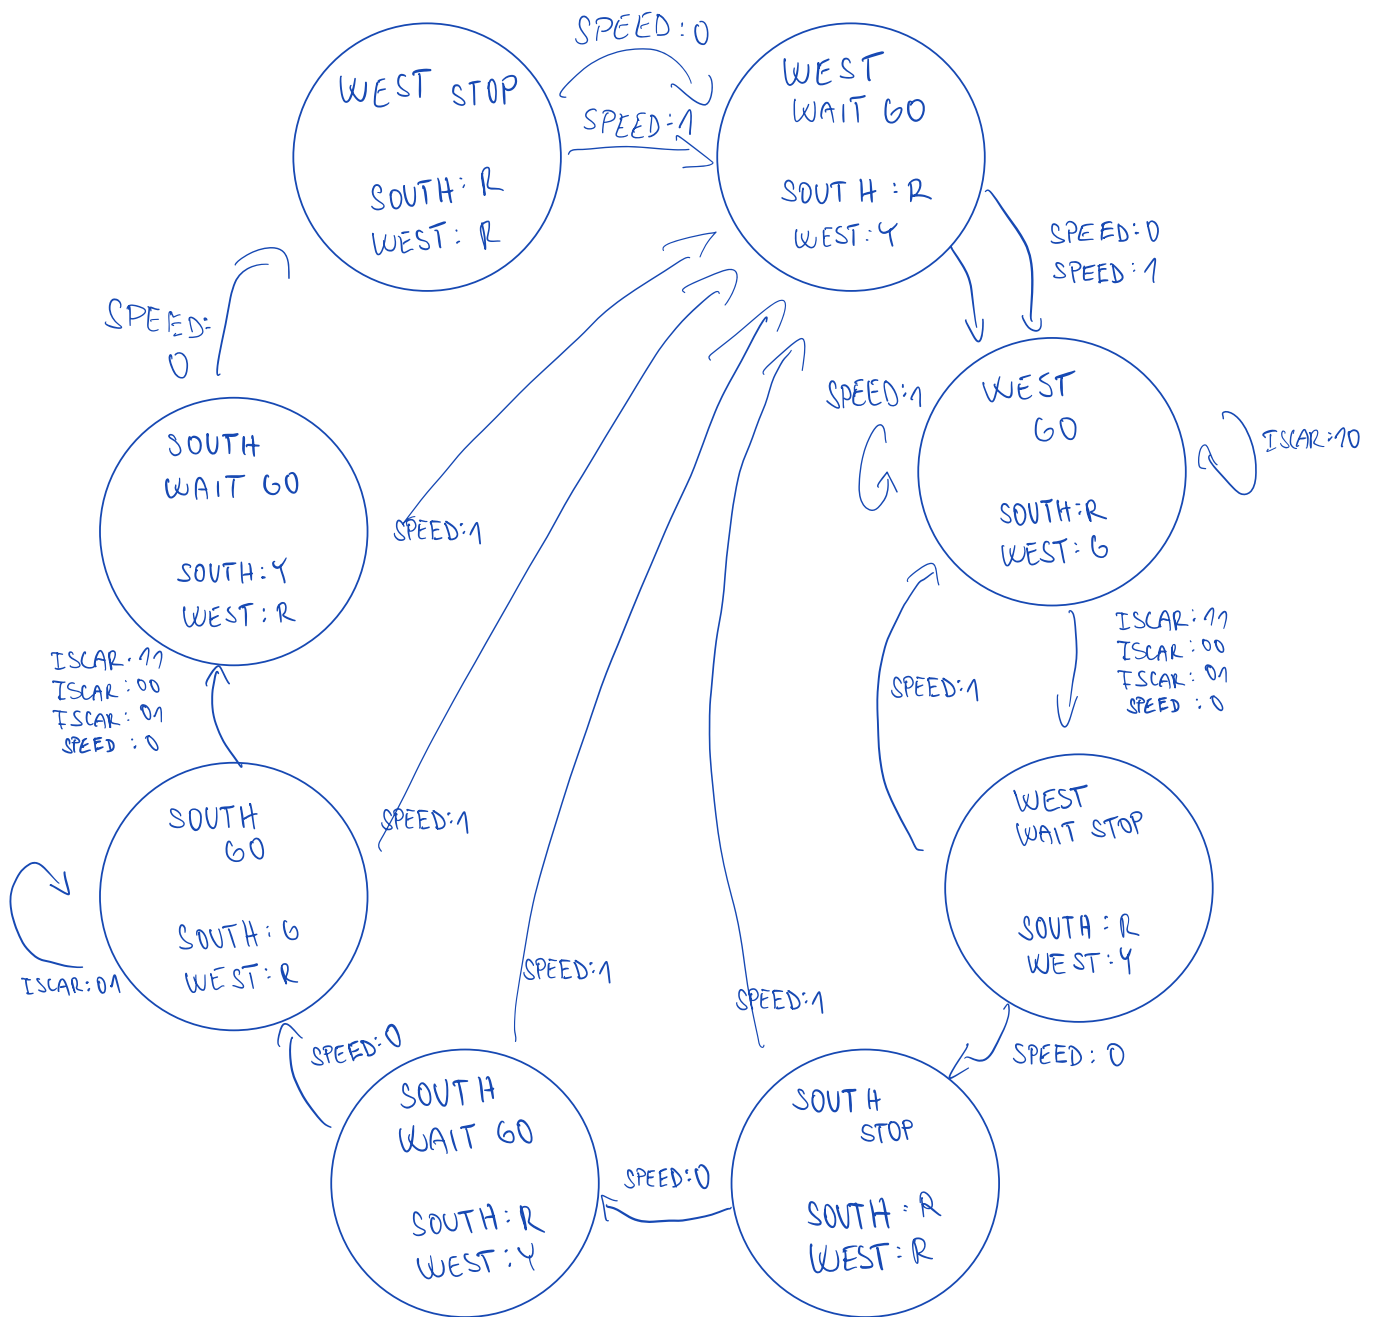 SPEED:0
SPEED:1
WEST STOP
SOUTH: R
WEST: R
WEST
WAIT GO
SOUTH:R
WEST:Y
SPEED:0
SPEED:1
SPEED:
0
SPEED:1
WEST
GO
SOUTH:R
WEST:G
ISCAR:10
SOUTH
WAIT GO
SOUTH:Y
WEST:R
SPEED:1
ISCAR:11
ISCAR:00
ISCAR:01
SPEED:0
ISCAR:11
ISCAR:00
ISCAR:01
SPEED:0
SPEED:1
SOUTH
GO
SOUTH:G
WEST:R
SPEED:1
ISCAR:01
WEST
WAIT STOP
SOUTH:R
WEST:Y
SPEED:1
SPEED:1
SPEED:0
SPEED:0
SOUTH
WAIT GO
SOUTH:R
WEST:Y
SPEED:0
SOUTH
STOP
SOUTH:R
WEST:R